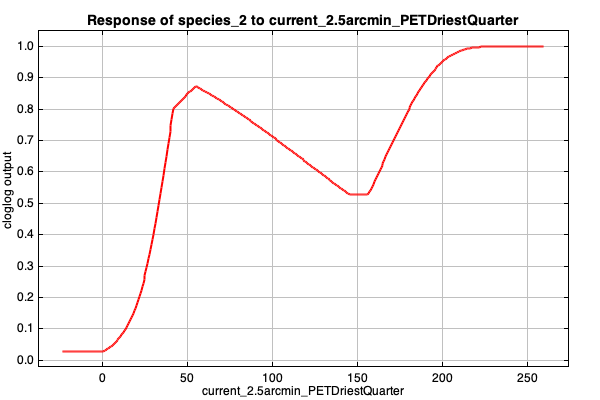 Response of species_2 to current_2.5arcmin_PETDriestQuarter
1.0
0.9
0.8
0.7
0.6
0.5
0.4
0.3
0.2
0.1
0.0
cloglog output
0 50 100 150 200 250
current_2.5arcmin_PETDriestQuarter